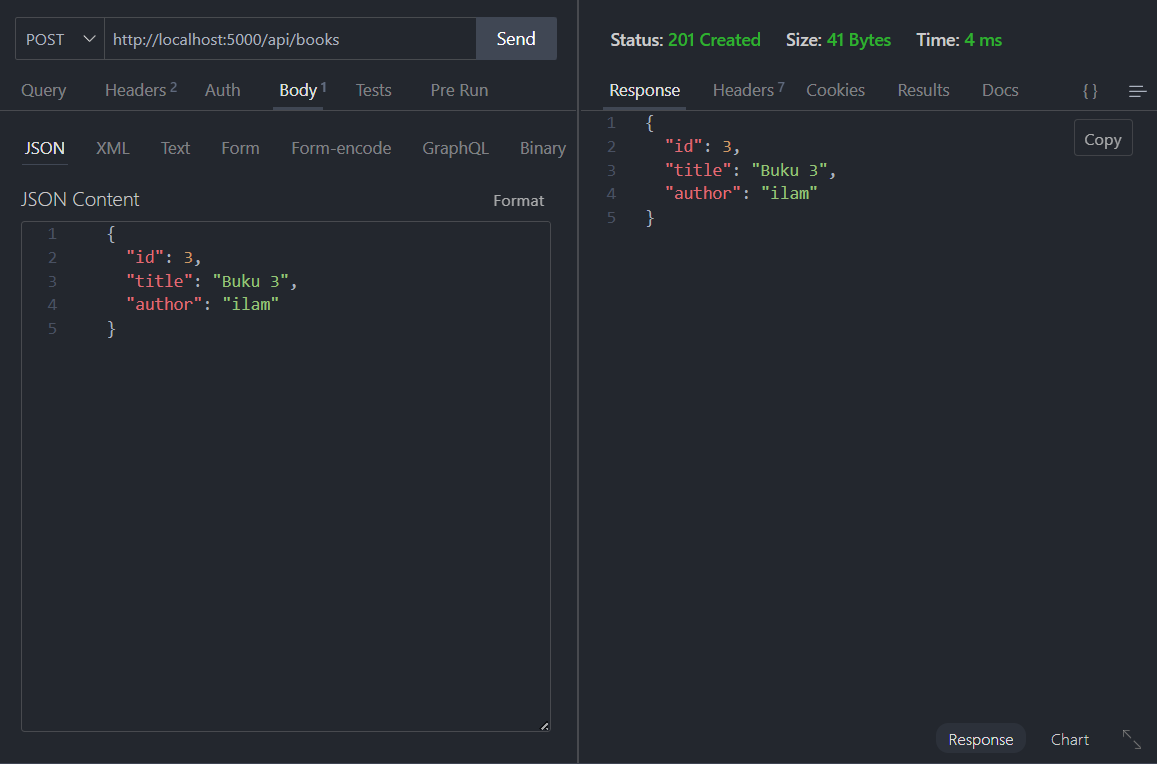 POST http://localhost:5000/api/books Send
Query Headers 2 Auth Body 1 Tests Pre Run
JSON XML Text Form Form-encode GraphQL Binary
JSON Content Format
1 {
2 "id": 3,
3 "title": "Buku 3",
4 "author": "ilam"
5 }
Status: 201 Created Size: 41 Bytes Time: 4 ms
Response Headers 7 Cookies Results Docs {}
Copy
1 {
2 "id": 3,
3 "title": "Buku 3",
4 "author": "ilam"
5 }
Response Chart